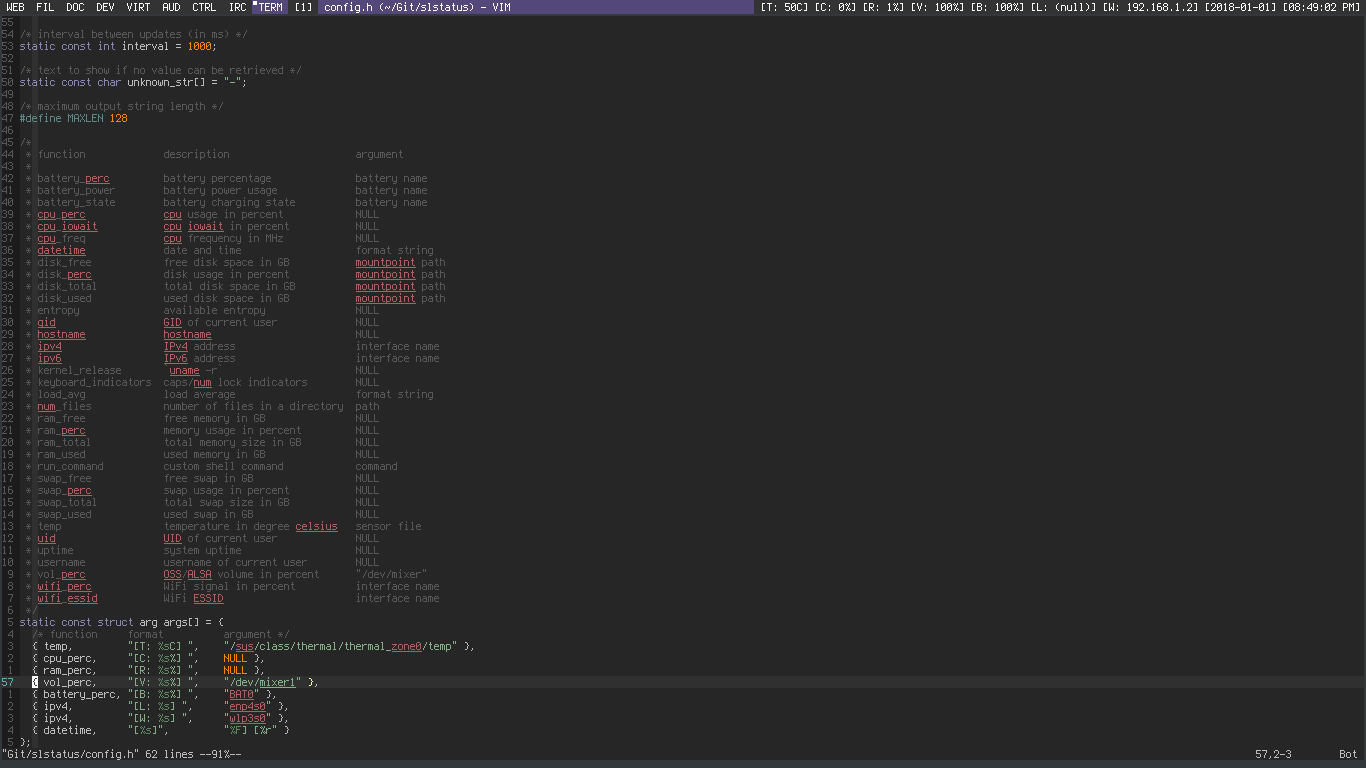 WEB FIL DOC DEV VIRT AUD CTRL IRC TERM [1] config.h (~/Git/slstatus) - VIM [T: 50C] [C: 0%] [R: 1%] [V: 100%] [B: 100%] [L: (null)] [W: 192.168.1.2] [2018-01-01] [08:49:02 PM]
55
54 /* interval between updates (in ms) */
53 static const int interval = 1000;
52
51 /* text to show if no value can be retrieved */
50 static const char unknown_str[] = "-";
49
48 /* maximum output string length */
47 #define MAXLEN 128
46
45 /*
44 * function description argument
43 *
42 * battery_perc battery percentage battery name
41 * battery_power battery power usage battery name
40 * battery_state battery charging state battery name
39 * cpu_perc cpu usage in percent NULL
38 * cpu_iowait cpu iowait in percent NULL
37 * cpu_freq cpu frequency in MHz NULL
36 * datetime date and time format string
35 * disk_free free disk space in GB mountpoint path
34 * disk_perc disk usage in percent mountpoint path
33 * disk_total total disk space in GB mountpoint path
32 * disk_used used disk space in GB mountpoint path
31 * entropy available entropy NULL
30 * gid GID of current user NULL
29 * hostname hostname NULL
28 * ipv4 IPv4 address interface name
27 * ipv6 IPv6 address interface name
26 * kernel_release `uname -r` NULL
25 * keyboard_indicators caps/num lock indicators NULL
24 * load_avg load average format string
23 * num_files number of files in a directory path
22 * ram_free free memory in GB NULL
21 * ram_perc memory usage in percent NULL
20 * ram_total total memory size in GB NULL
19 * ram_used used memory in GB NULL
18 * run_command custom shell command command
17 * swap_free free swap in GB NULL
16 * swap_perc swap usage in percent NULL
15 * swap_total total swap size in GB NULL
14 * swap_used used swap in GB NULL
13 * temp temperature in degree celsius sensor file
12 * uid UID of current user NULL
11 * uptime system uptime NULL
10 * username username of current user NULL
9 * vol_perc OSS/ALSA volume in percent "/dev/mixer"
8 * wifi_perc WiFi signal in percent interface name
7 * wifi_essid WiFi ESSID interface name
6 */
5 static const struct arg args[] = {
4 /* function format argument */
3 { temp, "[T: %sC] ", "/sys/class/thermal/thermal_zone0/temp" },
2 { cpu_perc, "[C: %s%] ", NULL },
1 { ram_perc, "[R: %s%] ", NULL },
57 { vol_perc, "[V: %s%] ", "/dev/mixer1" },
1 { battery_perc, "[B: %s%] ", "BAT0" },
2 { ipv4, "[L: %s] ", "enp4s0" },
3 { ipv4, "[W: %s] ", "wlp3s0" },
4 { datetime, "[%s]", "%F] [%r" }
5 };
"Git/slstatus/config.h" 62 lines --91%-- 57,2-3 Bot